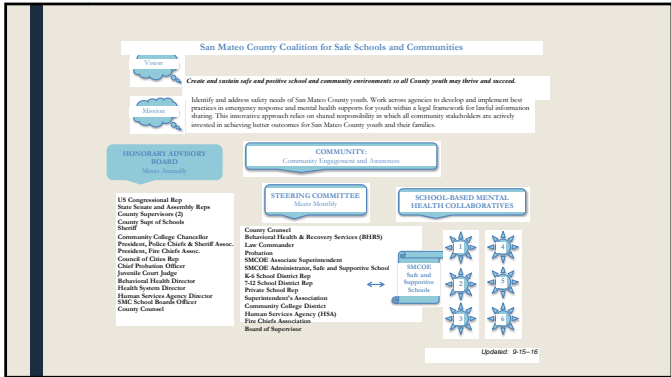 San Mateo County Coalition for Safe Schools and Communities
Vision
Create and sustain safe and positive school and community environments so all County youth may thrive and succeed.
Mission
Identify and address safety needs of San Mateo County youth. Work across agencies to develop and implement best
practices in emergency response and mental health supports for youth within a legal framework for lawful information
sharing. This innovative approach relies on shared responsibility in which all community stakeholders are actively
invested in achieving better outcomes for San Mateo County youth and their families.
HONORARY ADVISORY
BOARD
Meets Annually
COMMUNITY:
Community Engagement and Awareness
STEERING COMMITTEE
Meets Monthly
SCHOOL-BASED MENTAL
HEALTH COLLABORATIVES
US Congressional Rep
State Senate and Assembly Reps
County Supervisors (2)
County Supt of Schools
Sheriff
Community College Chancellor
President, Police Chiefs & Sheriff Assoc.
President, Fire Chiefs Assoc.
Council of Cities Rep
Chief Probation Officer
Juvenile Court Judge
Behavioral Health Director
Health System Director
Human Services Agency Director
SMC School Boards Officer
County Counsel
County Counsel
Behavioral Health & Recovery Services (BHRS)
Law Commander
Probation
SMCOE Associate Superintendent
SMCOE Administrator, Safe and Supportive School
K-6 School District Rep
7-12 School District Rep
Private School Rep
Superintendent's Association
Community College District
Human Services Agency (HSA)
Fire Chiefs Association
Board of Supervisor
SMCOE
Safe and
Supportive
Schools
1
4
2
5
3
6
Updated: 9-15--16